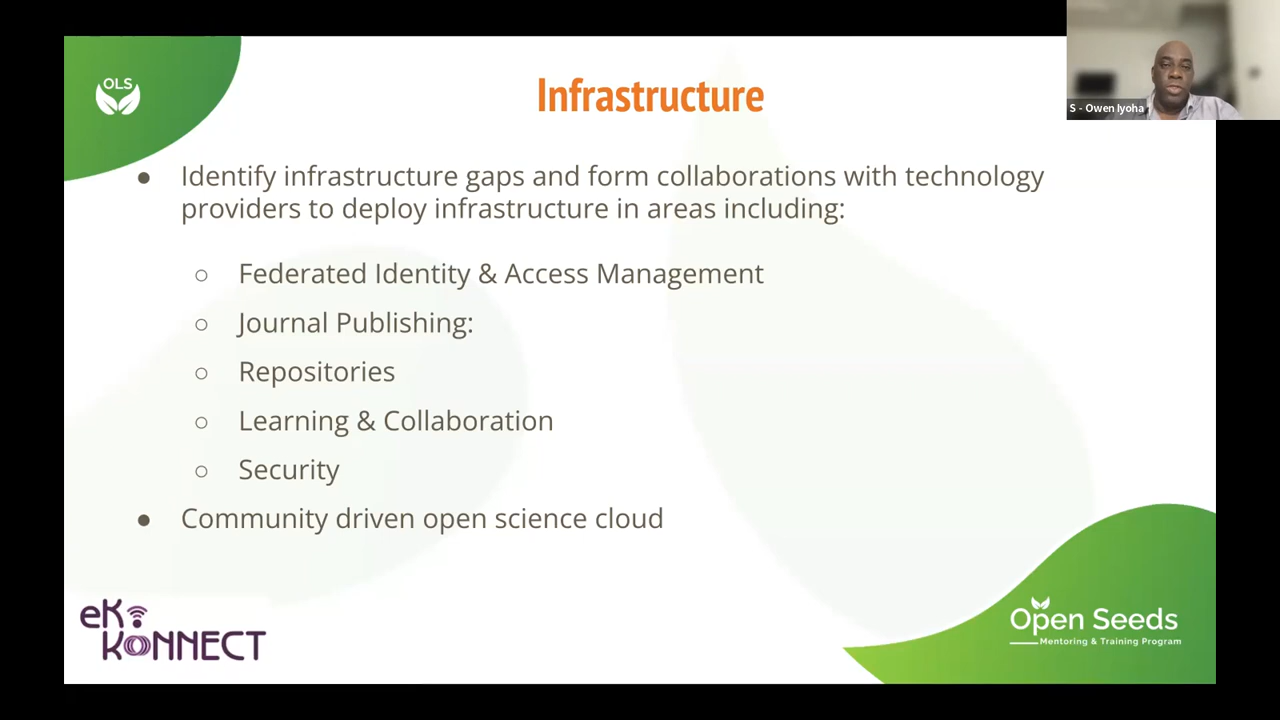 OLS
Infrastructure
S - Owen Iyoha
● Identify infrastructure gaps and form collaborations with technology
providers to deploy infrastructure in areas including:
○ Federated Identity & Access Management
○ Journal Publishing:
○ Repositories
○ Learning & Collaboration
○ Security
● Community driven open science cloud
eK
KONNECT
Open Seeds
Mentoring & Training Program